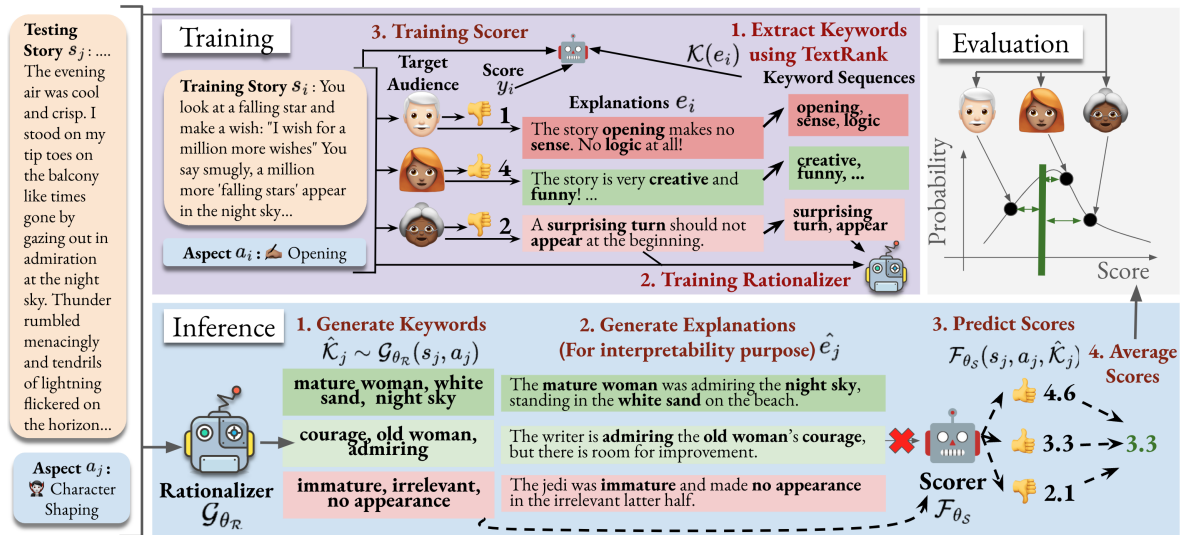 Testing
Story s_j : ....
The evening
air was cool
and crisp. I
stood on my
tip toes on
the balcony
like times
gone by
gazing out in
admiration
at the night
sky. Thunder
rumbled
menacingly
and tendrils
of lightning
flickered on
the horizon...
Aspect a_j :
Character
Shaping
Training
3. Training Scorer
1. Extract Keywords
using TextRank
K(e_i)
Keyword Sequences
Training Story s_i : You
look at a falling star and
make a wish: "I wish for a
million more wishes" You
say smugly, a million
more 'falling stars' appear
in the night sky...
Aspect a_i : Opening
Target
Audience
Score
y_i
Explanations e_i
1
The story opening makes no
sense. No logic at all!
opening,
sense, logic
4
The story is very creative and
funny! ...
creative,
funny, ...
2
A surprising turn should not
appear at the beginning.
surprising
turn, appear
2. Training Rationalizer
Evaluation
Probability
Score
Inference
1. Generate Keywords
K̂_j ~ G_θ_R(s_j, a_j)
2. Generate Explanations
(For interpretability purpose) ê_j
3. Predict Scores
F_θ_S(s_j, a_j, K̂_j)
4. Average
Scores
mature woman, white
sand, night sky
The mature woman was admiring the night sky,
standing in the white sand on the beach.
4.6
courage, old woman,
admiring
The writer is admiring the old woman's courage,
but there is room for improvement.
3.3
3.3
immature, irrelevant,
no appearance
The jedi was immature and made no appearance
in the irrelevant latter half.
2.1
Rationalizer
G_θ_R
Scorer
F_θ_S